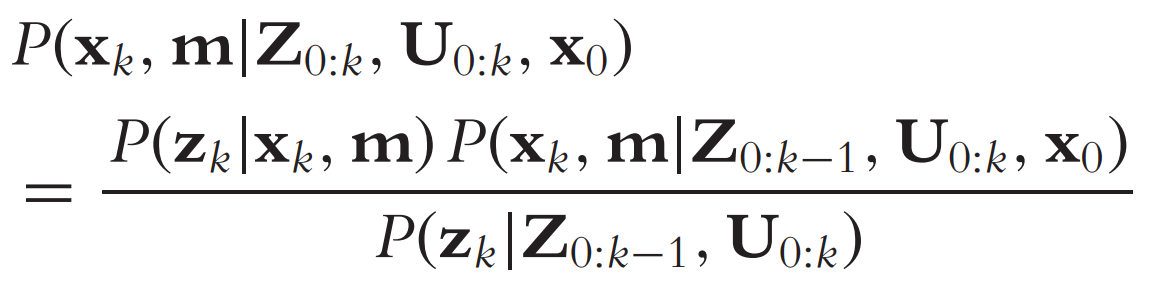 P(x_k, m|Z_{0:k}, U_{0:k}, x_0)
= \frac{P(z_k|x_k, m) P(x_k, m|Z_{0:k−1}, U_{0:k}, x_0)}{P(z_k|Z_{0:k−1}, U_{0:k})}